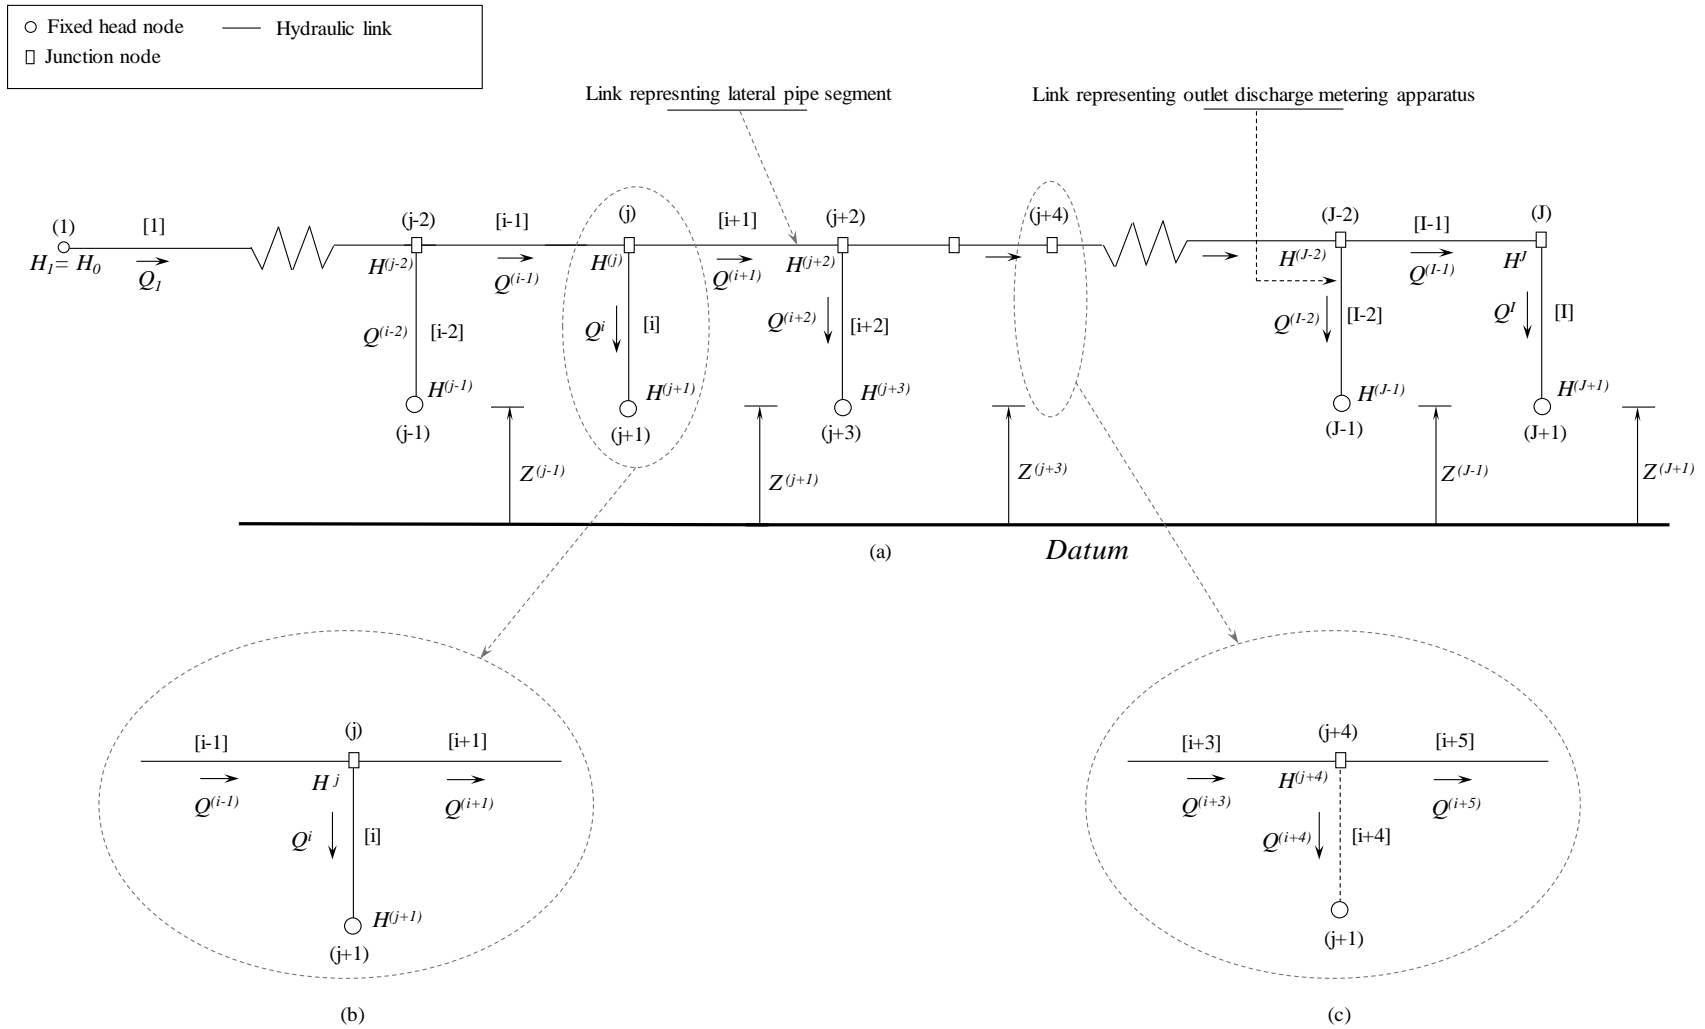 Fixed head node Hydraulic link
Junction node
Link represnting lateral pipe segment
Link representing outlet discharge metering apparatus
(1) [1] (j-2) [i-1] (j) [i+1] (j+2) (j+4) (J-2) [I-1] (J)
H1= H0 Q1 H(j-2) Q(i-1) H(j) Q(i+1) H(j+2) H(J-2) Q(I-1) HJ
Q(i-2) [i-2] Qi [i] Q(i+2) [i+2] Q(I-2) [I-2] QI [I]
H(j-1) H(j+1) H(j+3) H(J-1) H(J+1)
(j-1) (j+1) (j+3) (J-1) (J+1)
Z(j-1) Z(j+1) Z(j+3) Z(J-1) Z(J+1)
(a) Datum
[i-1] (j) [i+1]
Q(i-1) Hj Q(i+1)
Qi [i]
H(j+1)
(j+1)
(b)
[i+3] (j+4) [i+5]
Q(i+3) H(j+4) Q(i+5)
Q(i+4) [i+4]
(j+1)
(c)